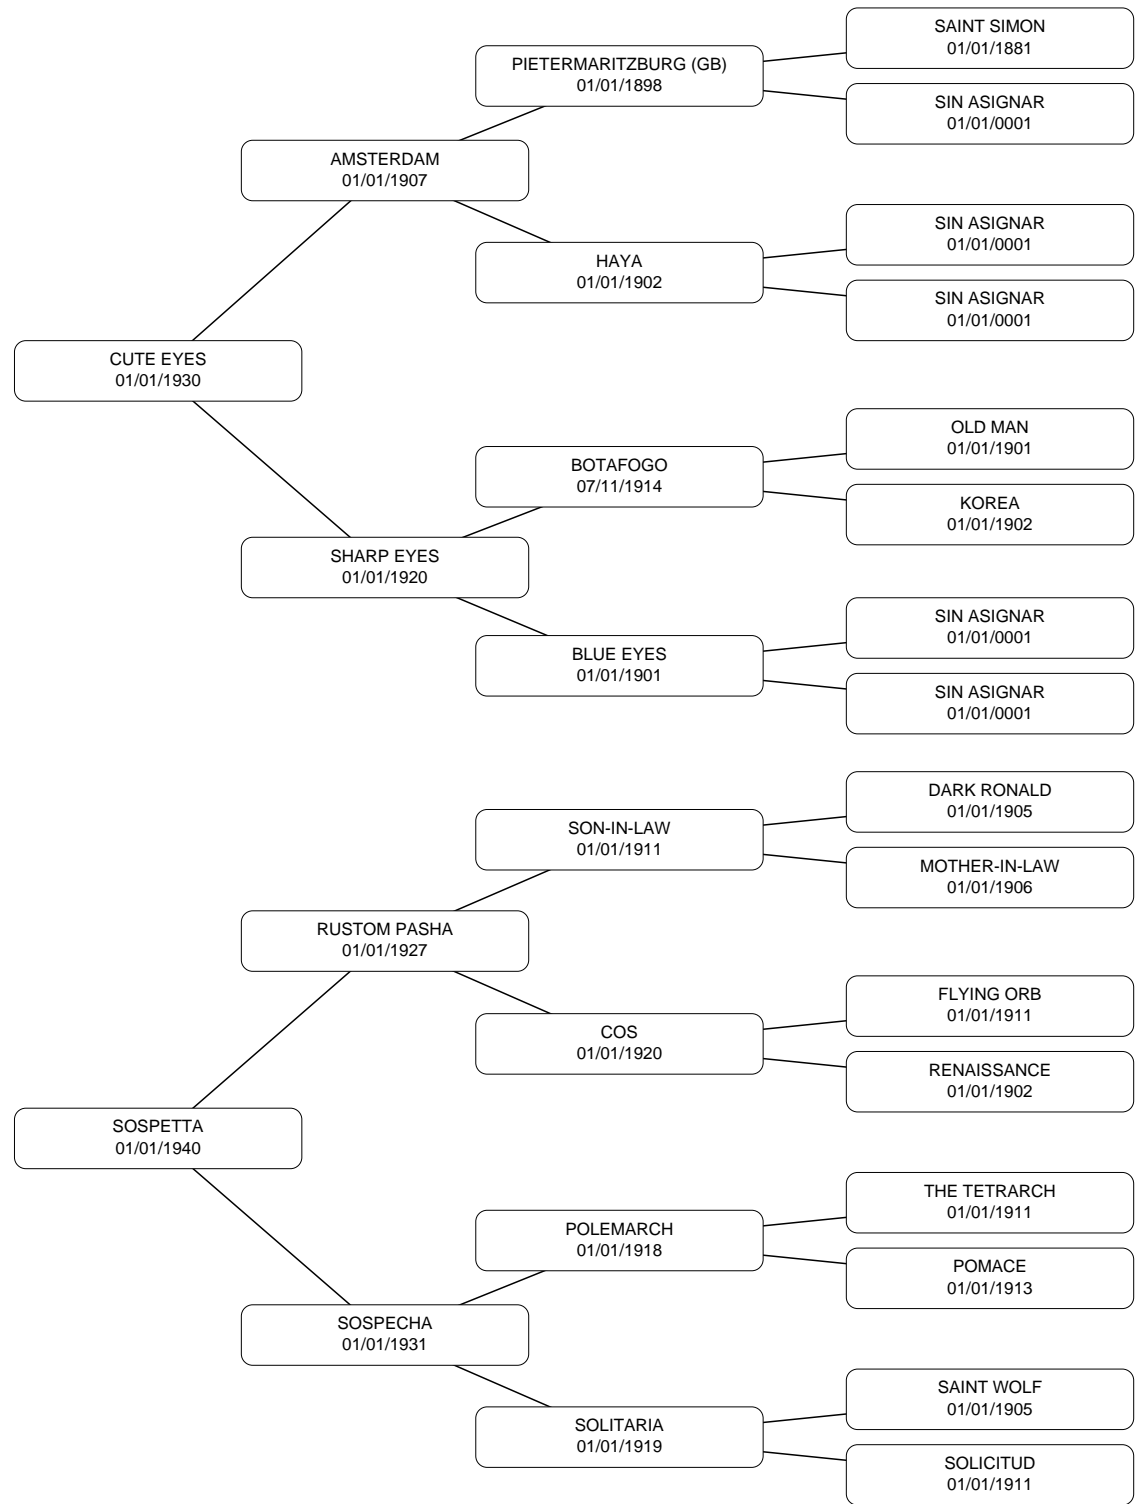 SAINT SIMON
01/01/1881
PIETERMARITZBURG (GB)
01/01/1898
SIN ASIGNAR
01/01/0001
AMSTERDAM
01/01/1907
SIN ASIGNAR
01/01/0001
HAYA
01/01/1902
SIN ASIGNAR
01/01/0001
CUTE EYES
01/01/1930
OLD MAN
01/01/1901
BOTAFOGO
07/11/1914
KOREA
01/01/1902
SHARP EYES
01/01/1920
SIN ASIGNAR
01/01/0001
BLUE EYES
01/01/1901
SIN ASIGNAR
01/01/0001
DARK RONALD
01/01/1905
SON-IN-LAW
01/01/1911
MOTHER-IN-LAW
01/01/1906
RUSTOM PASHA
01/01/1927
FLYING ORB
01/01/1911
COS
01/01/1920
RENAISSANCE
01/01/1902
SOSPETTA
01/01/1940
THE TETRARCH
01/01/1911
POLEMARCH
01/01/1918
POMACE
01/01/1913
SOSPECHA
01/01/1931
SAINT WOLF
01/01/1905
SOLITARIA
01/01/1919
SOLICITUD
01/01/1911